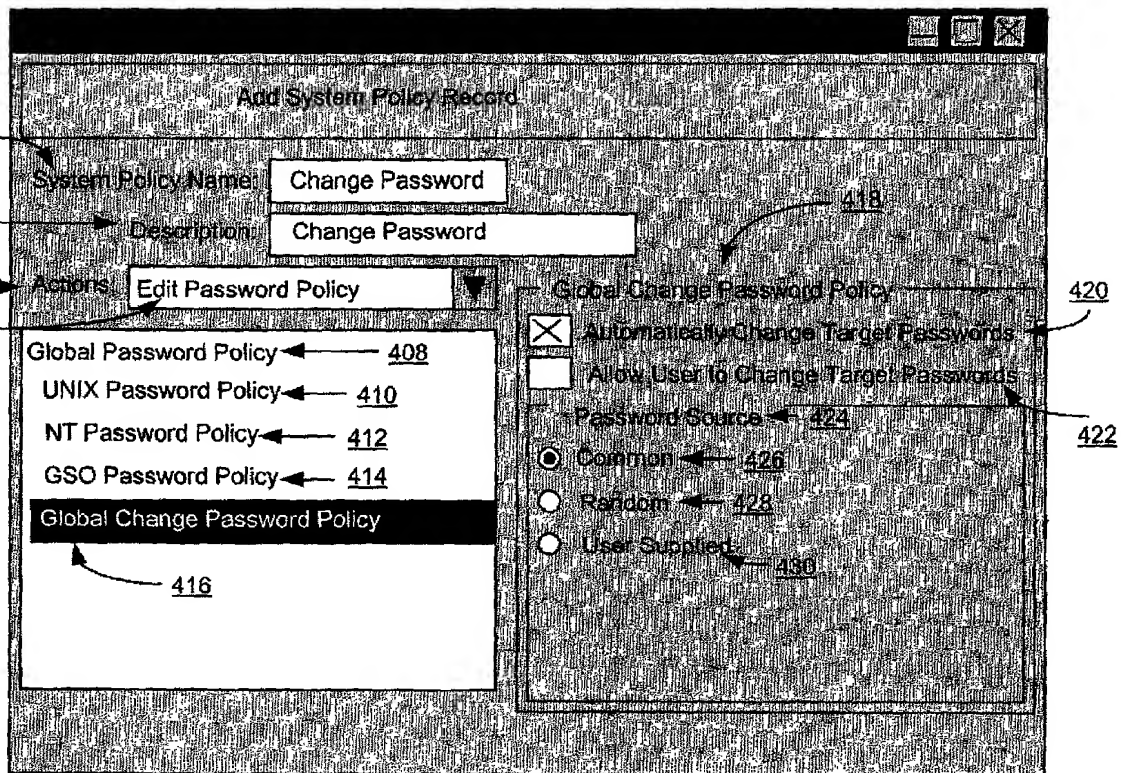 Add System Policy Record
System Policy Name: Change Password
Description: Change Password
418
Actions: Edit Password Policy
Global Change Password Policy
420
Automatically Change Target Passwords
Global Password Policy 408
Allow User to Change Target Passwords
UNIX Password Policy 410
Password Source 424
422
NT Password Policy 412
Common 426
GSO Password Policy 414
Random 428
Global Change Password Policy
User Supplied 430
416